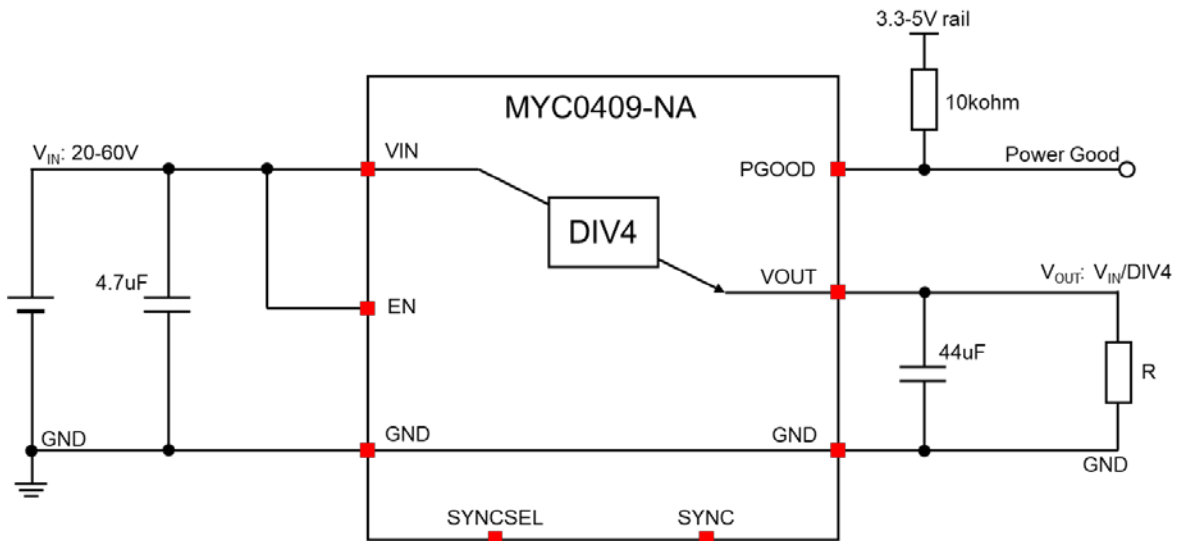 3.3-5V rail
MYC0409-NA
10kohm
VIN: 20-60V
VIN
PGOOD
Power Good
DIV4
4.7uF
VOUT
VOUT: VIN/DIV4
EN
44uF
R
GND
GND
GND
GND
SYNCSEL
SYNC